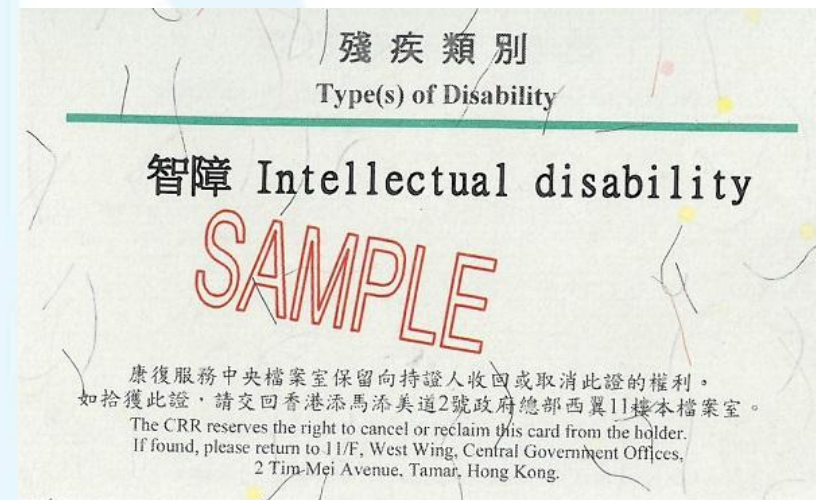 殘疾類別
Type(s) of Disability
智障 Intellectual disability
SAMPLE
康復服務中央檔案室保留向持證人收回或取消此證的權利。
如拾獲此證，請交回香港添馬添美道2號政府總部西翼11樓本檔案室。
The CRR reserves the right to cancel or reclaim this card from the holder.
If found, please return to 11/F, West Wing, Central Government Offices,
2 Tim Mei Avenue, Tamar, Hong Kong.